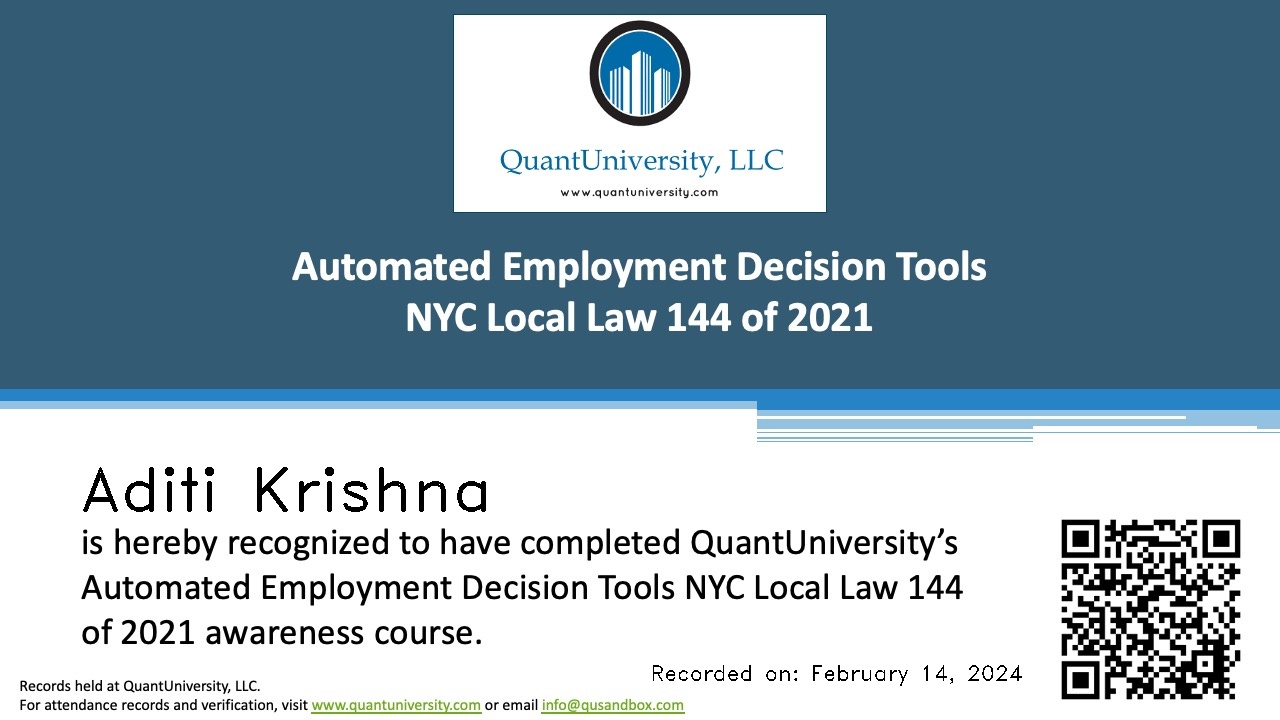 QuantUniversity, LLC
www.quantuniversity.com
Automated Employment Decision Tools
NYC Local Law 144 of 2021
Aditi Krishna
is hereby recognized to have completed QuantUniversity’s
Automated Employment Decision Tools NYC Local Law 144
of 2021 awareness course.
Recorded on: February 14, 2024
Records held at QuantUniversity, LLC.
For attendance records and verification, visit www.quantuniversity.com or email info@qusandbox.com